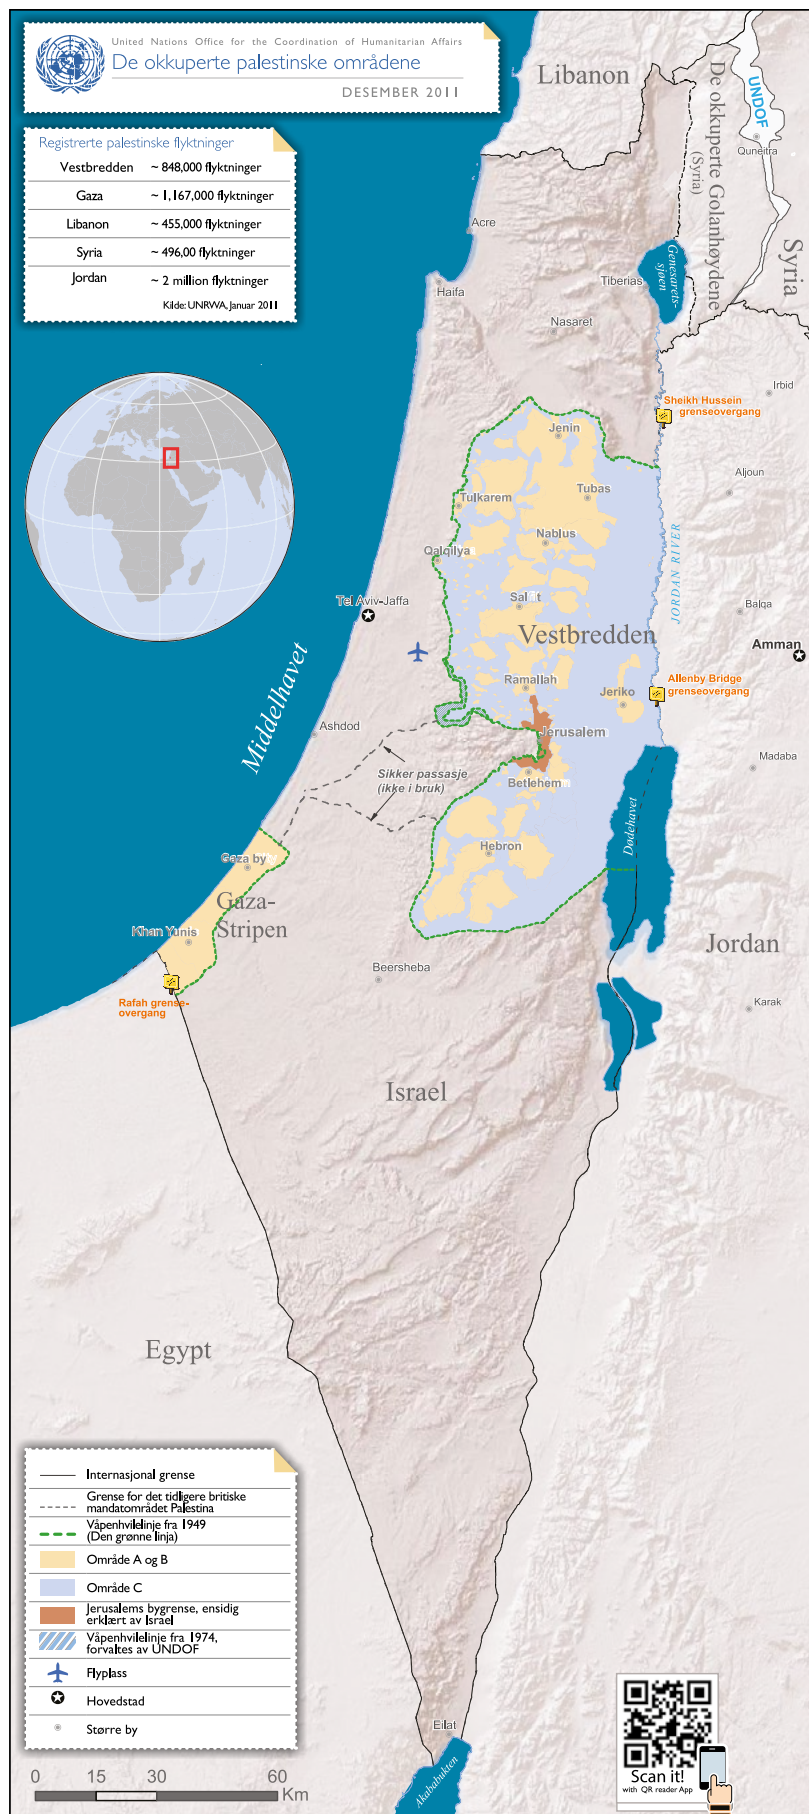 United Nations Office for the Coordination of Humanitarian Affairs
De okkuperte palestinske områdene
DESEMBER 2011
Registrerte palestinske flyktninger
Vestbredden ~ 848,000 flyktninger
Gaza ~ 1,167,000 flyktninger
Libanon ~ 455,000 flyktninger
Syria ~ 496,00 flyktninger
Jordan ~ 2 million flyktninger
Kilde: UNRWA, Januar 2011
Libanon
De okkuperte Golanhøydene
(Syria)
UNDOF
Quneitra
Syria
Acre
Haifa
Tiberias
Genesarets-
sjøen
Nasaret
Irbid
Sheikh Hussein
grenseovergang
Jenin
Ajloun
Tulkarem
Tubas
Nablus
Qalqilya
JORDAN RIVER
Tel Aviv-Jaffa
Salfit
Balqa
Vestbredden
Amman
Middelhavet
Ramallah
Jeriko
Allenby Bridge
grenseovergang
Ashdod
Jerusalem
Sikker passasje
(ikke i bruk)
Betlehem
Madaba
Dødehavet
Hebron
Gaza by
Gaza-
Stripen
Khan Yunis
Jordan
Beersheba
Rafah grense-
overgang
Karak
Israel
Egypt
Internasjonal grense
Grense for det tidligere britiske
mandatområdet Palestina
Våpenhvilelinje fra 1949
(Den grønne linja)
Område A og B
Område C
Jerusalems bygrense, ensidig
erklært av Israel
Våpenhvilelinje fra 1974,
forvaltes av UNDOF
Flyplass
Hovedstad
Større by
Eilat
Akababukten
0 15 30 60
Km
Scan it!
with QR reader App